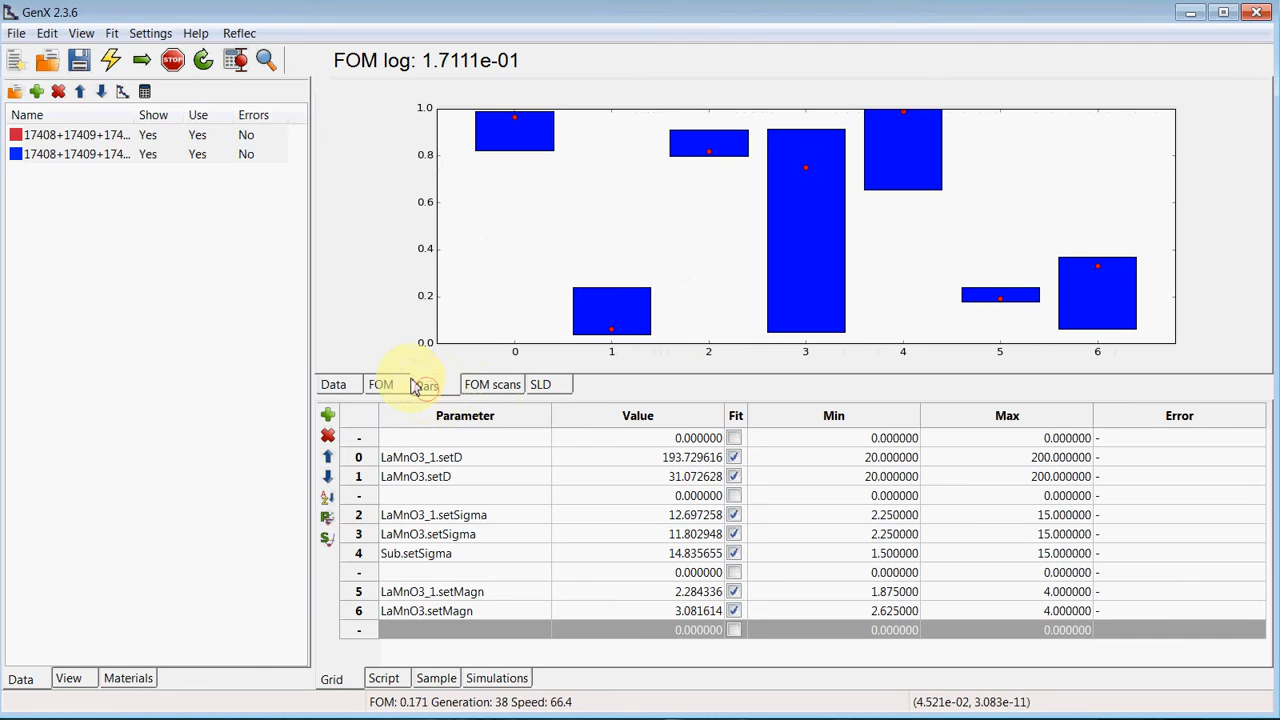 GenX 2.3.6
File Edit View Fit Settings Help Reflec
FOM log: 1.7111e-01
Name Show Use Errors
17408+17409+174... Yes Yes No
17408+17409+174... Yes Yes No
1.0
0.8
0.6
0.4
0.2
0.0
0 1 2 3 4 5 6
Data FOM Pars FOM scans SLD
Parameter Value Fit Min Max Error
- 0.000000 0.000000 0.000000 -
0 LaMnO3_1.setD 193.729616 20.000000 200.000000 -
1 LaMnO3.setD 31.072628 20.000000 200.000000 -
- 0.000000 0.000000 0.000000 -
2 LaMnO3_1.setSigma 12.697258 2.250000 15.000000 -
3 LaMnO3.setSigma 11.802948 2.250000 15.000000 -
4 Sub.setSigma 14.835655 1.500000 15.000000 -
- 0.000000 0.000000 0.000000 -
5 LaMnO3_1.setMagn 2.284336 1.875000 4.000000 -
6 LaMnO3.setMagn 3.081614 2.625000 4.000000 -
- 0.000000 0.000000 0.000000 -
Data View Materials
Grid Script Sample Simulations
FOM: 0.171 Generation: 38 Speed: 66.4 (4.521e-02, 3.083e-11)